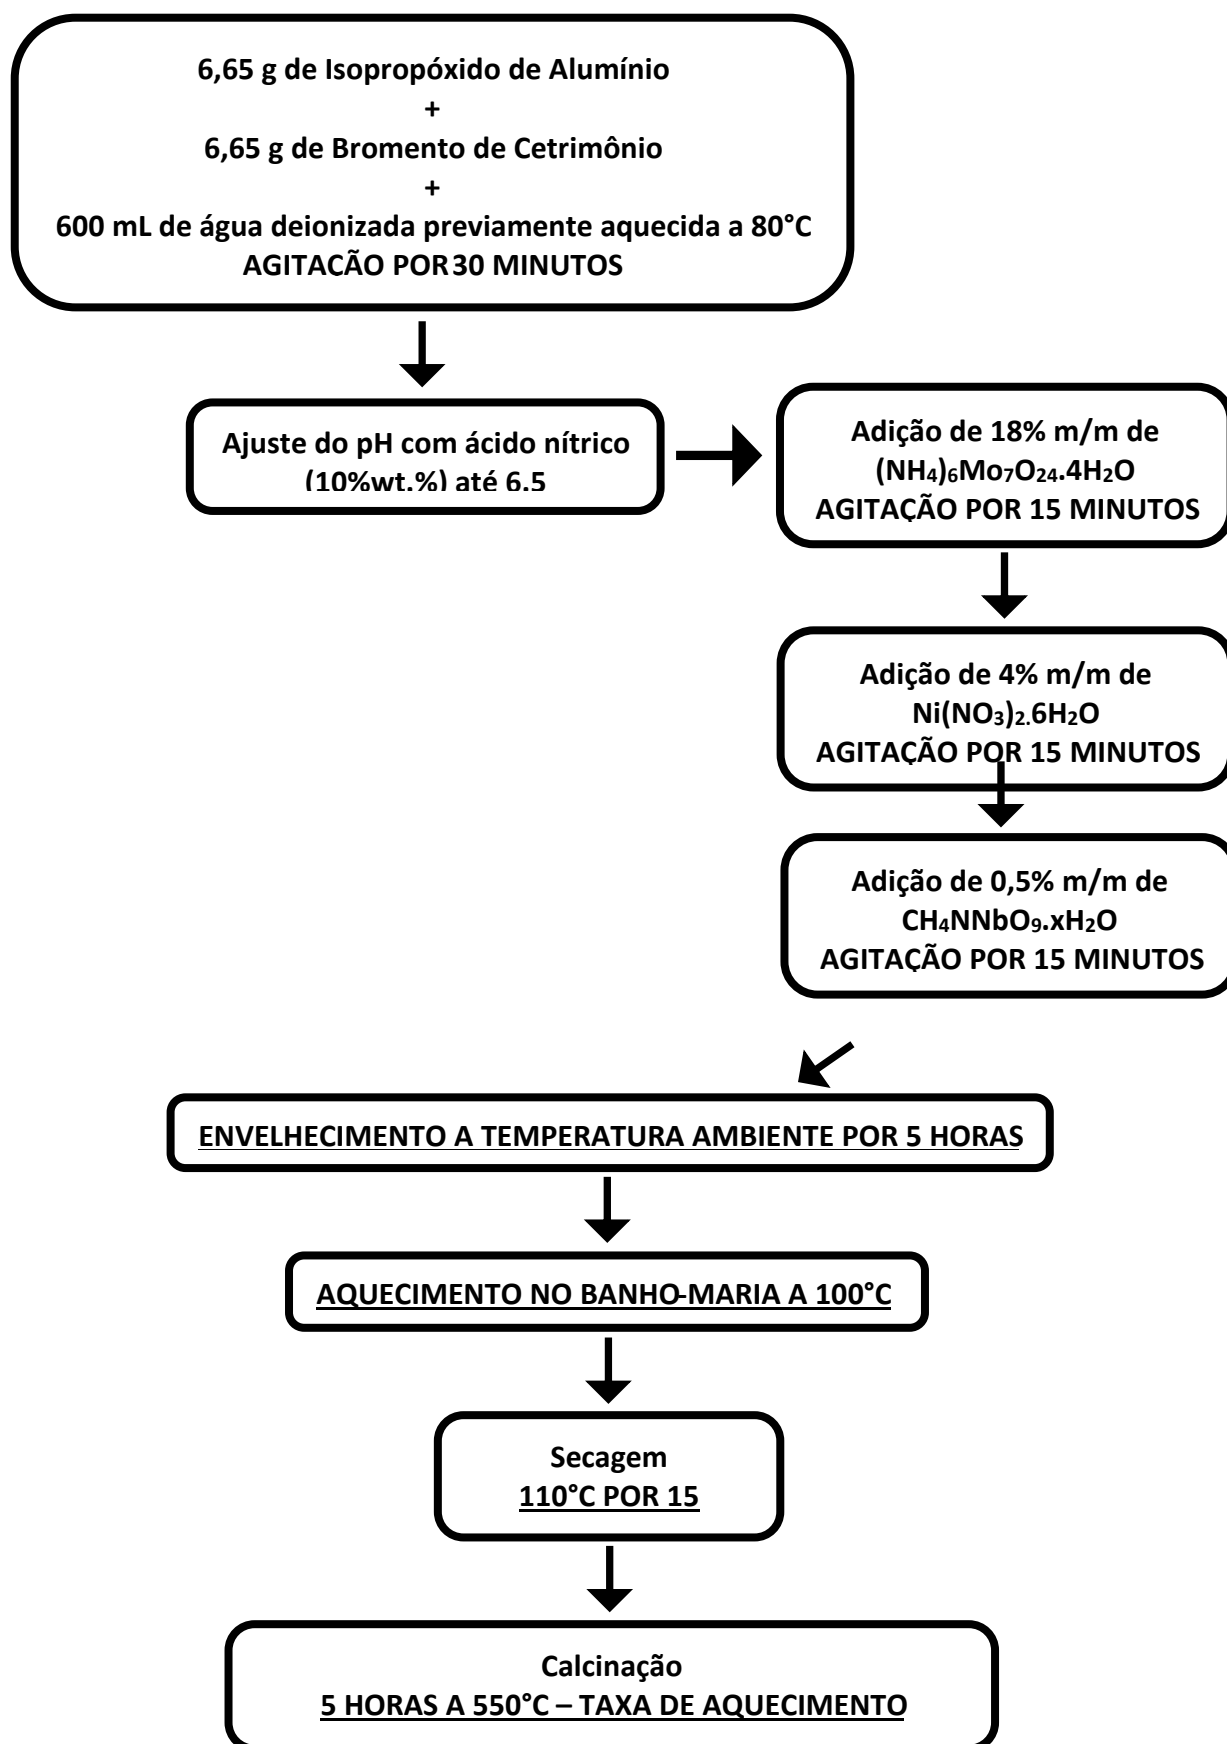 6,65 g de Isopropóxido de Alumínio
+
6,65 g de Bromento de Cetrimônio
+
600 mL de água deionizada previamente aquecida a 80°C
AGITAÇÃO POR 30 MINUTOS
Ajuste do pH com ácido nítrico
(10%wt.%) até 6.5
Adição de 18% m/m de
(NH₄)₆Mo₇O₂₄.4H₂O
AGITAÇÃO POR 15 MINUTOS
Adição de 4% m/m de
Ni(NO₃)₂.6H₂O
AGITAÇÃO POR 15 MINUTOS
Adição de 0,5% m/m de
CH₄NNbO₉.xH₂O
AGITAÇÃO POR 15 MINUTOS
ENVELHECIMENTO A TEMPERATURA AMBIENTE POR 5 HORAS
AQUECIMENTO NO BANHO-MARIA A 100°C
Secagem
110°C POR 15
Calcinação
5 HORAS A 550°C – TAXA DE AQUECIMENTO